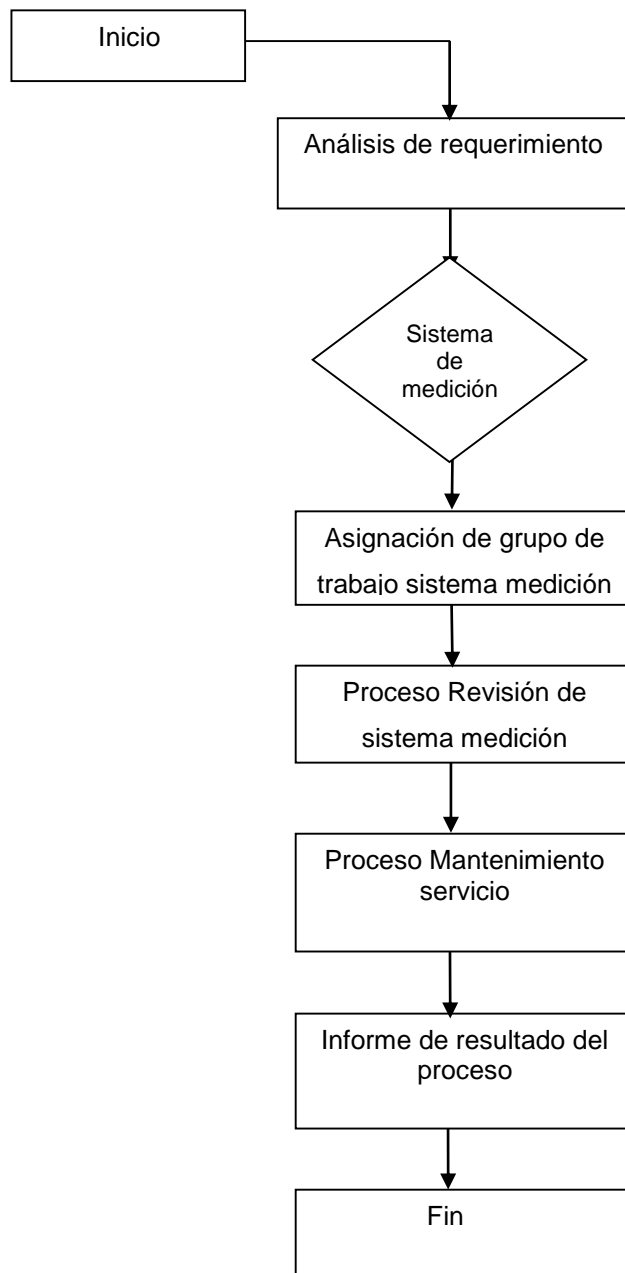 Inicio
Análisis de requerimiento
Sistema
de
medición
Asignación de grupo de
trabajo sistema medición
Proceso Revisión de
sistema medición
Proceso Mantenimiento
servicio
Informe de resultado del
proceso
Fin